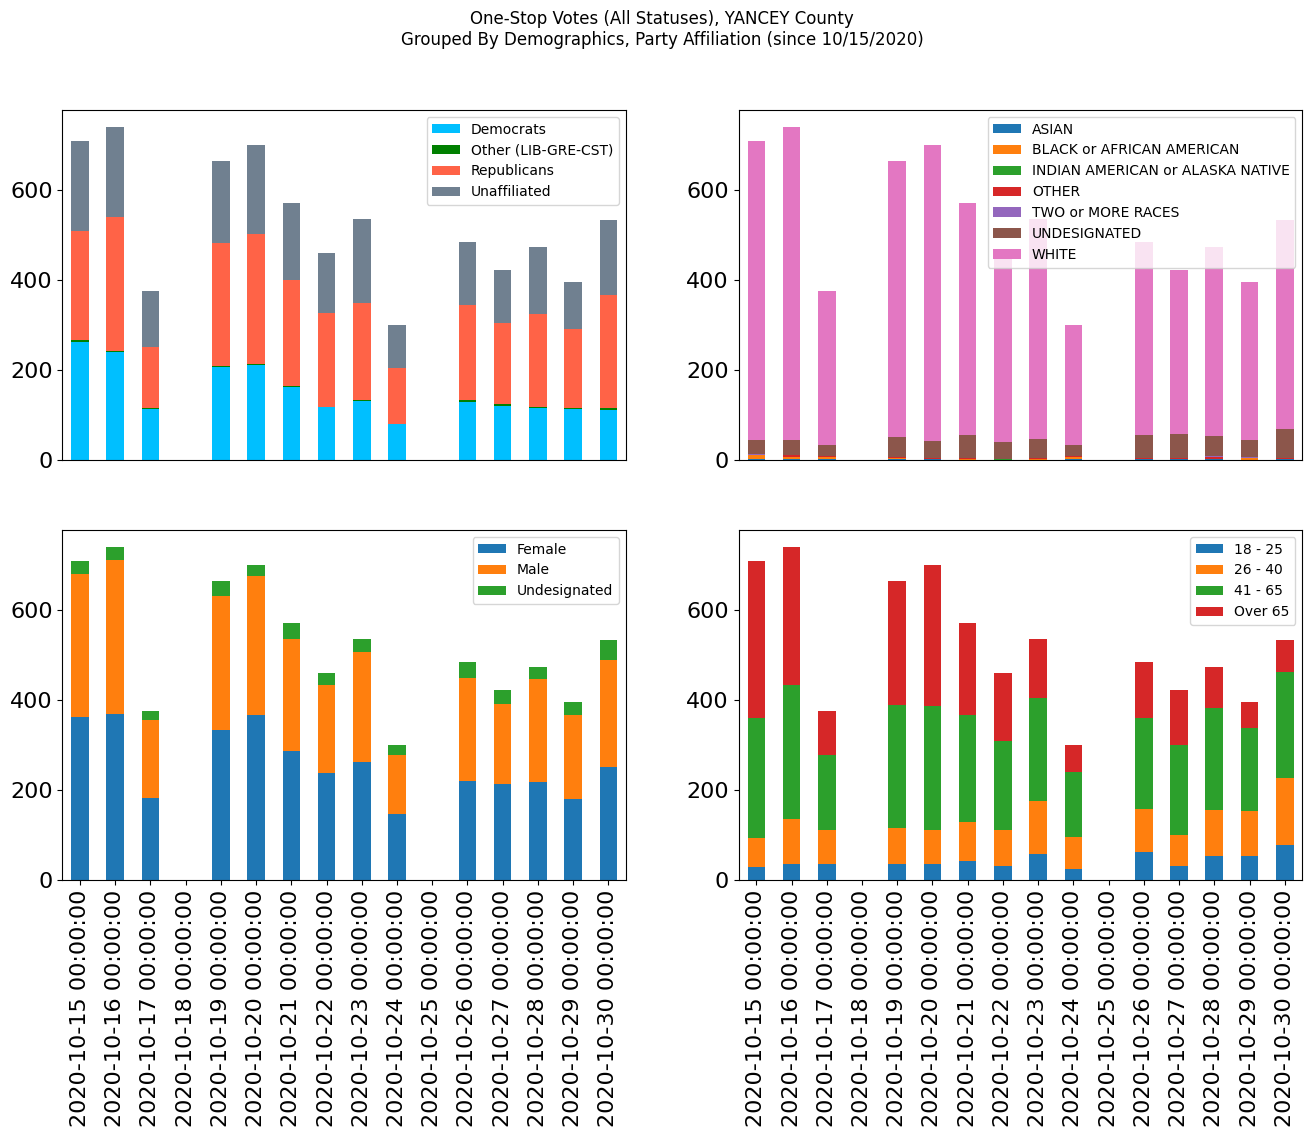 One-Stop Votes (All Statuses), YANCEY County
Grouped By Demographics, Party Affiliation (since 10/15/2020)
600
400
200
0
Democrats
Other (LIB-GRE-CST)
Republicans
Unaffiliated
600
400
200
0
ASIAN
BLACK or AFRICAN AMERICAN
INDIAN AMERICAN or ALASKA NATIVE
OTHER
TWO or MORE RACES
UNDESIGNATED
WHITE
600
400
200
0
Female
Male
Undesignated
2020-10-15 00:00:00
2020-10-16 00:00:00
2020-10-17 00:00:00
2020-10-18 00:00:00
2020-10-19 00:00:00
2020-10-20 00:00:00
2020-10-21 00:00:00
2020-10-22 00:00:00
2020-10-23 00:00:00
2020-10-24 00:00:00
2020-10-25 00:00:00
2020-10-26 00:00:00
2020-10-27 00:00:00
2020-10-28 00:00:00
2020-10-29 00:00:00
2020-10-30 00:00:00
600
400
200
0
18 - 25
26 - 40
41 - 65
Over 65
2020-10-15 00:00:00
2020-10-16 00:00:00
2020-10-17 00:00:00
2020-10-18 00:00:00
2020-10-19 00:00:00
2020-10-20 00:00:00
2020-10-21 00:00:00
2020-10-22 00:00:00
2020-10-23 00:00:00
2020-10-24 00:00:00
2020-10-25 00:00:00
2020-10-26 00:00:00
2020-10-27 00:00:00
2020-10-28 00:00:00
2020-10-29 00:00:00
2020-10-30 00:00:00